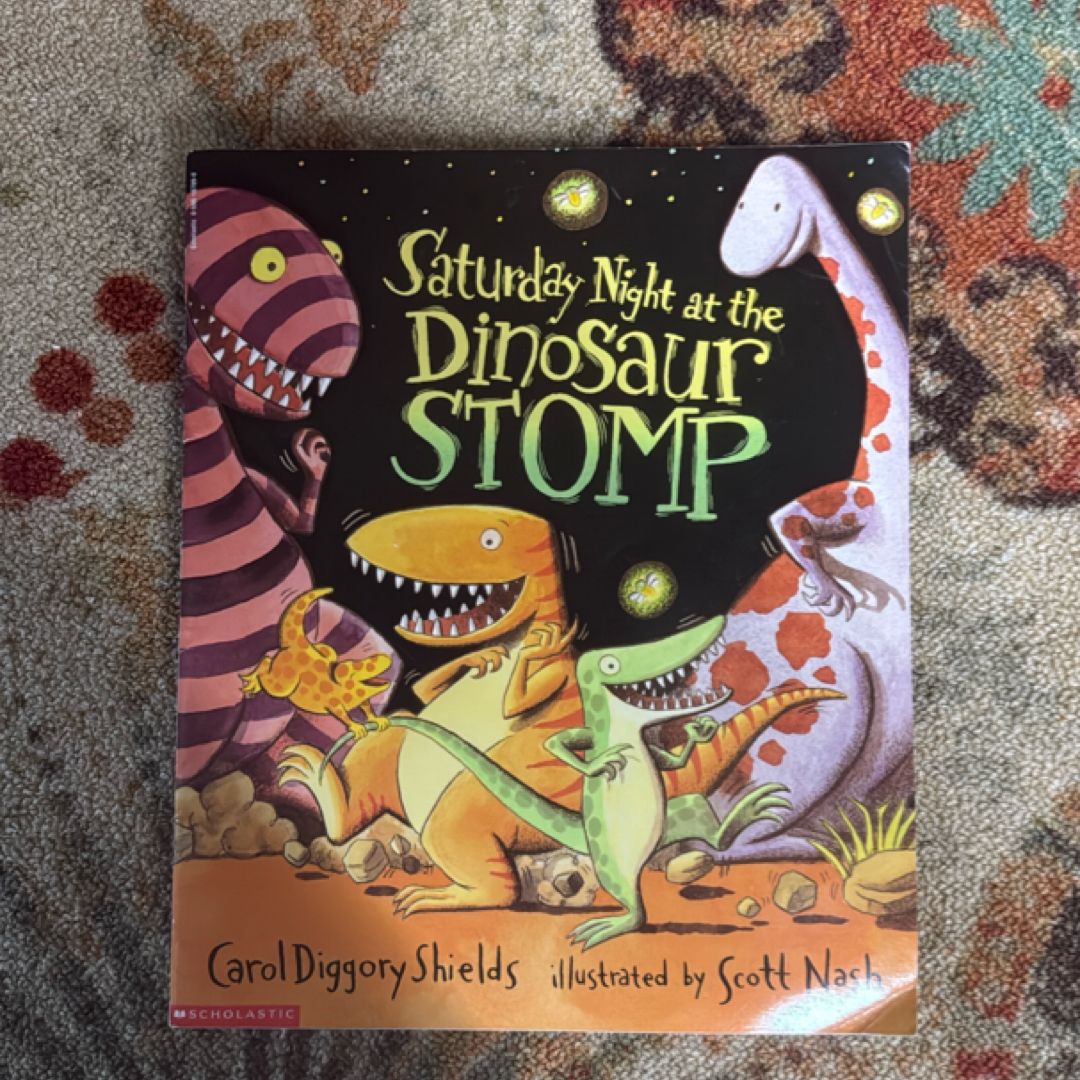 Saturday Night at the
Dinosaur
STOMP
Carol Diggory Shields illustrated by Scott Nash
SCHOLASTIC